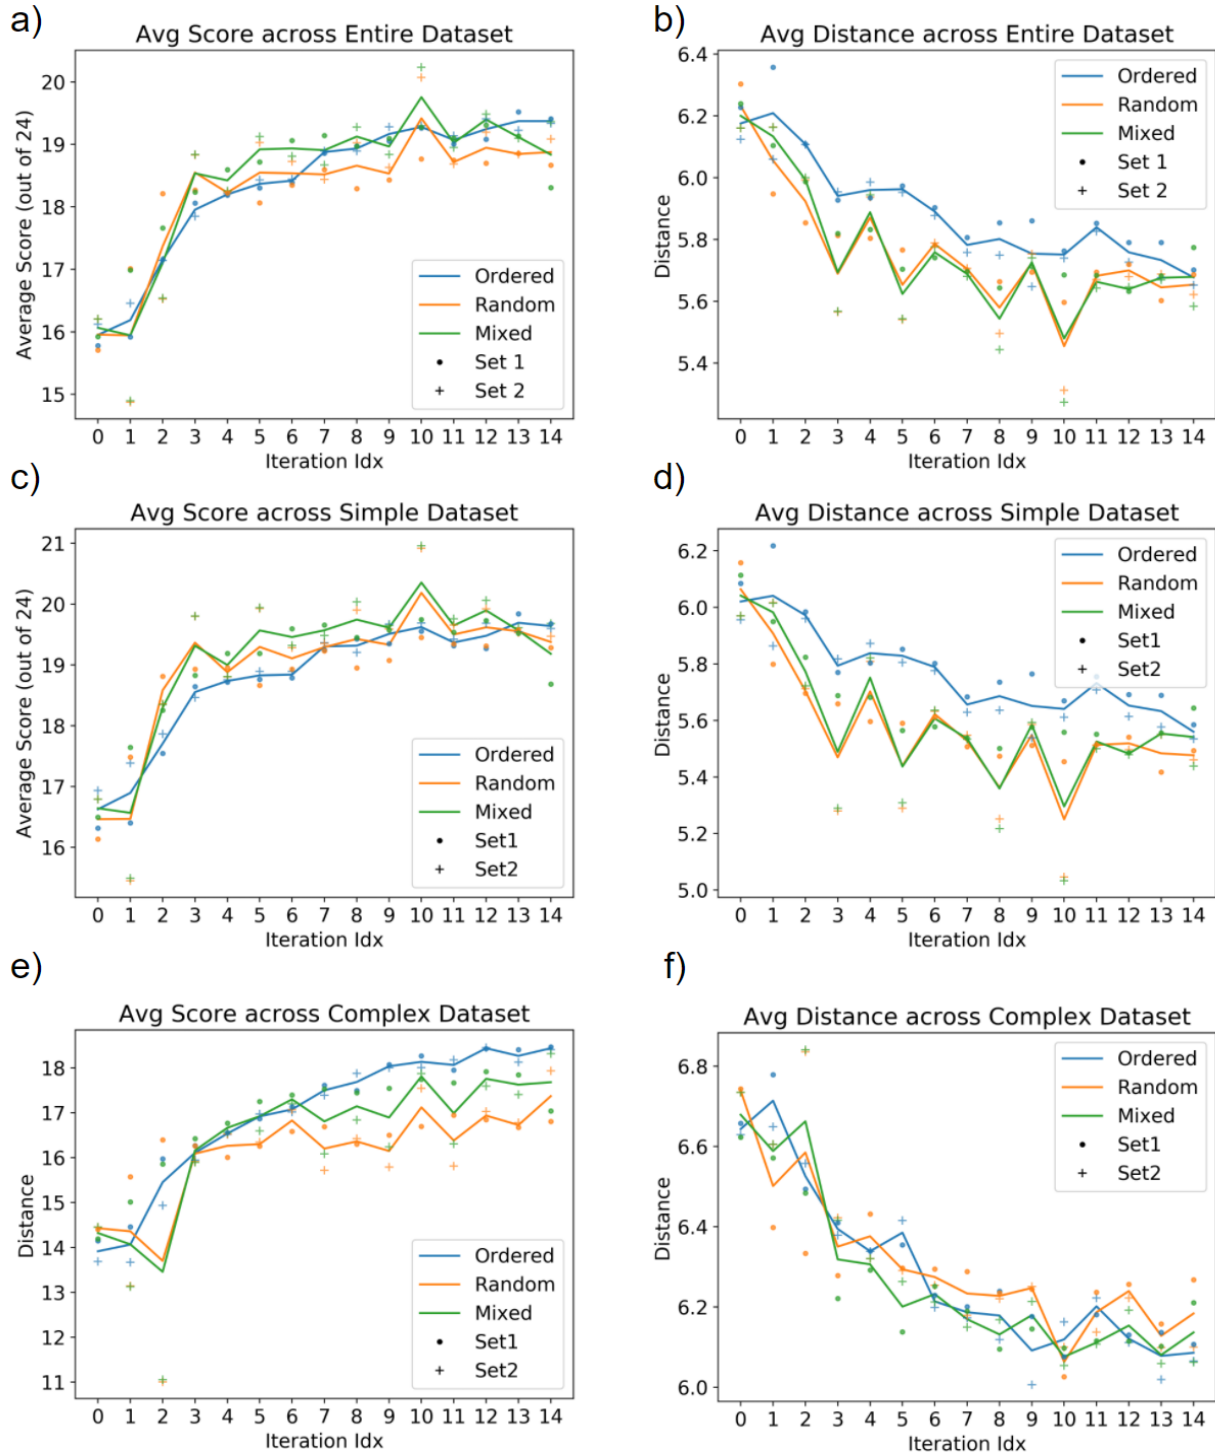 a)
Avg Score across Entire Dataset
Average Score (out of 24)
20
19
18
17
16
15
Ordered
Random
Mixed
Set 1
Set 2
0 1 2 3 4 5 6 7 8 9 10 11 12 13 14
Iteration Idx
b)
Avg Distance across Entire Dataset
Distance
6.4
6.2
6.0
5.8
5.6
5.4
Ordered
Random
Mixed
Set 1
Set 2
0 1 2 3 4 5 6 7 8 9 10 11 12 13 14
Iteration Idx
c)
Avg Score across Simple Dataset
Average Score (out of 24)
21
20
19
18
17
16
Ordered
Random
Mixed
Set1
Set2
0 1 2 3 4 5 6 7 8 9 10 11 12 13 14
Iteration Idx
d)
Avg Distance across Simple Dataset
Distance
6.2
6.0
5.8
5.6
5.4
5.2
5.0
Ordered
Random
Mixed
Set1
Set2
0 1 2 3 4 5 6 7 8 9 10 11 12 13 14
Iteration Idx
e)
Avg Score across Complex Dataset
Distance
18
17
16
15
14
13
12
11
Ordered
Random
Mixed
Set1
Set2
0 1 2 3 4 5 6 7 8 9 10 11 12 13 14
Iteration Idx
f)
Avg Distance across Complex Dataset
Distance
6.8
6.6
6.4
6.2
6.0
Ordered
Random
Mixed
Set1
Set2
0 1 2 3 4 5 6 7 8 9 10 11 12 13 14
Iteration Idx